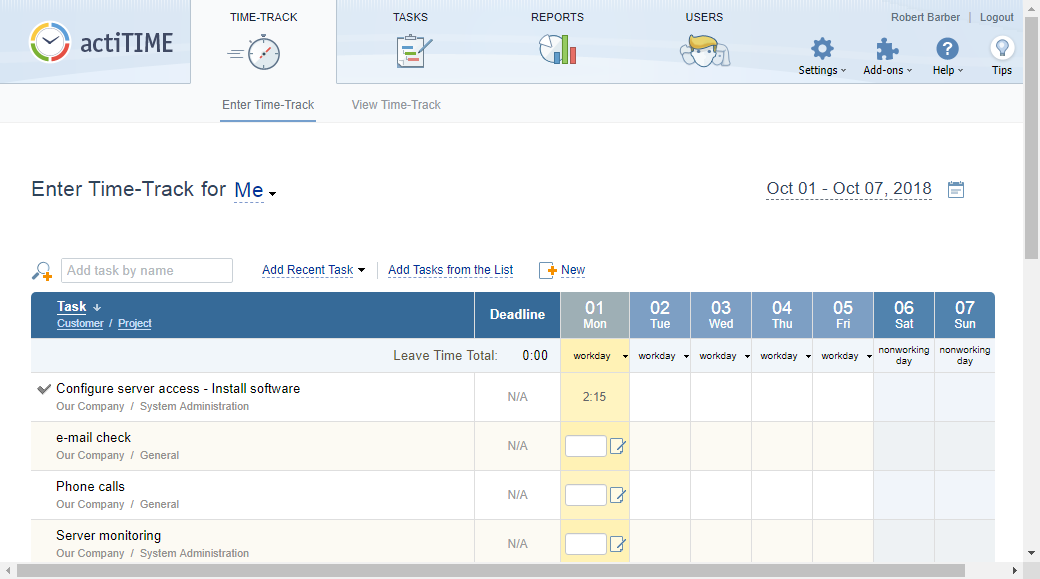 TIME-TRACK TASKS REPORTS USERS Robert Barber | Logout
actiTIME
Settings Add-ons Help Tips
Enter Time-Track View Time-Track
Enter Time-Track for Me Oct 01 - Oct 07, 2018
Add task by name Add Recent Task Add Tasks from the List New
Task Deadline 01 02 03 04 05 06 07
Customer / Project Mon Tue Wed Thu Fri Sat Sun
Leave Time Total: 0:00 workday workday workday workday workday nonworking day nonworking day
Configure server access - Install software N/A 2:15
Our Company / System Administration
e-mail check N/A
Our Company / General
Phone calls N/A
Our Company / General
Server monitoring N/A
Our Company / System Administration